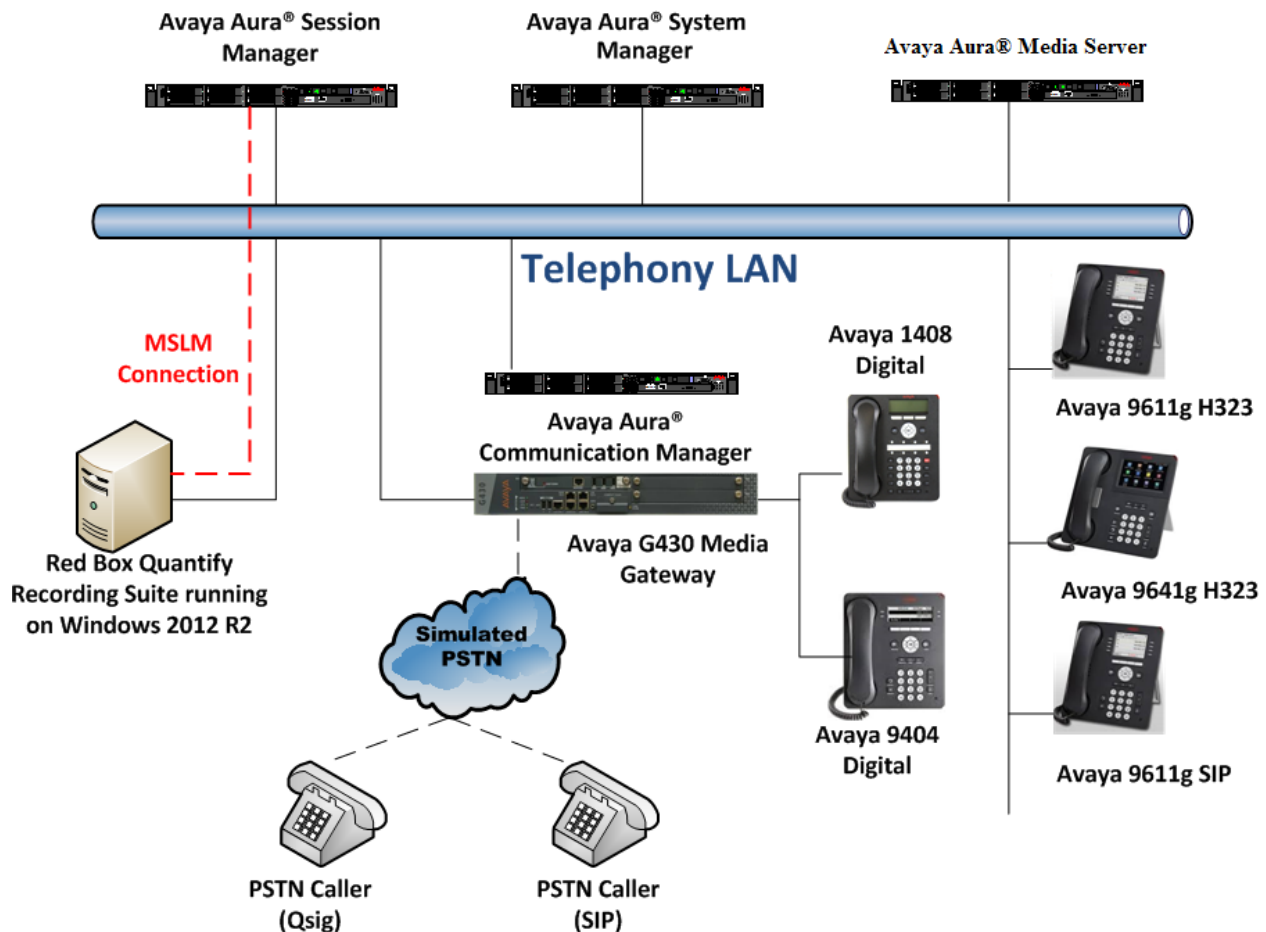 Avaya Aura® Session
Manager
Avaya Aura® System
Manager
Avaya Aura® Media Server
Telephony LAN
MSLM
Connection
Avaya 1408
Digital
Avaya 9611g H323
Avaya Aura®
Communication Manager
G430
AVAYA
Avaya G430 Media
Gateway
Avaya 9641g H323
Red Box Quantify
Recording Suite running
on Windows 2012 R2
Simulated
PSTN
Avaya 9404
Digital
Avaya 9611g SIP
PSTN Caller
(Qsig)
PSTN Caller
(SIP)